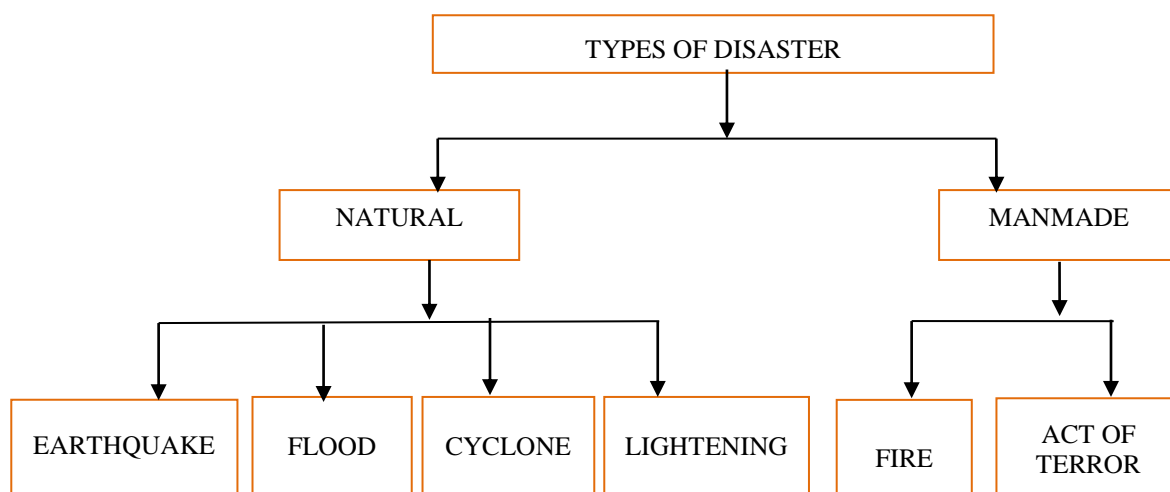 TYPES OF DISASTER
NATURAL
MANMADE
EARTHQUAKE
FLOOD
CYCLONE
LIGHTENING
FIRE
ACT OF
TERROR